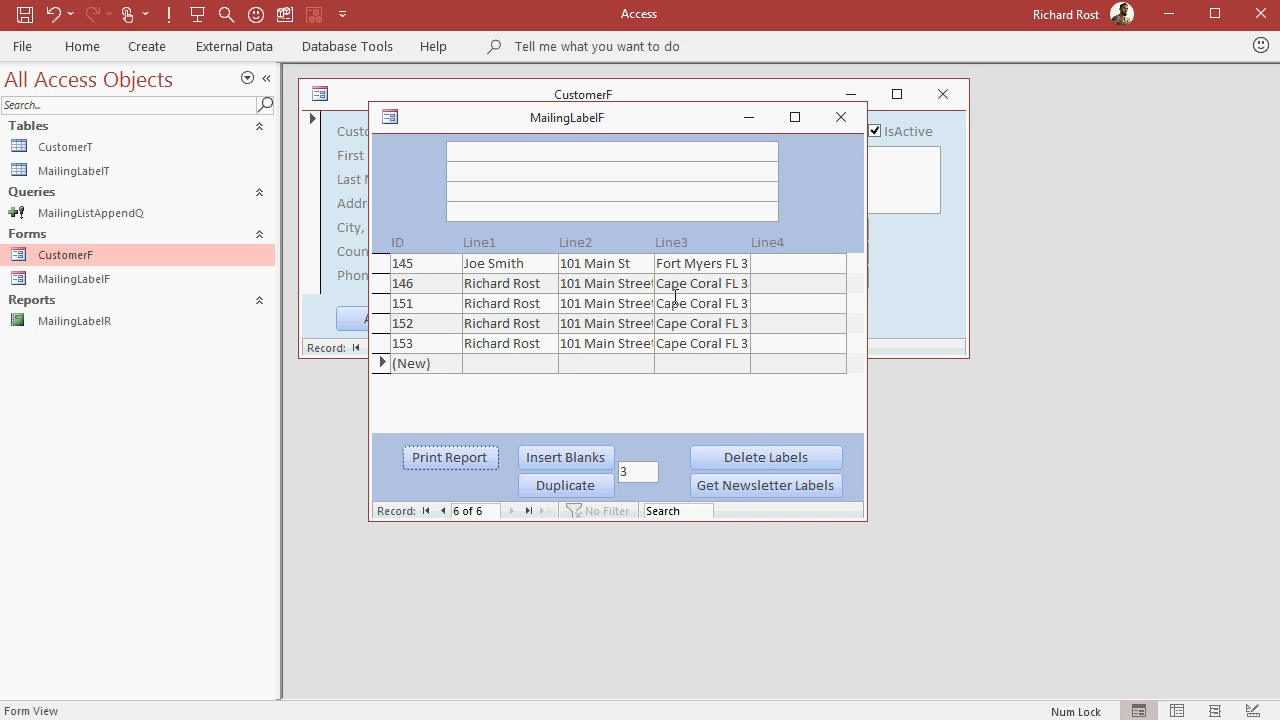 Access
Richard Rost
File Home Create External Data Database Tools Help Tell me what you want to do
All Access Objects
Search...
Tables
CustomerT
MailingLabelT
Queries
MailingListAppendQ
Forms
CustomerF
MailingLabelF
Reports
MailingLabelR
CustomerF
Custo
First
Last N
Addr
City,
Coun
Phon
IsActive
A
Record:
MailingLabelF
ID Line1 Line2 Line3 Line4
145 Joe Smith 101 Main St Fort Myers FL 3
146 Richard Rost 101 Main Street Cape Coral FL 3
151 Richard Rost 101 Main Street Cape Coral FL 3
152 Richard Rost 101 Main Street Cape Coral FL 3
153 Richard Rost 101 Main Street Cape Coral FL 3
(New)
Print Report Insert Blanks Delete Labels
3
Duplicate Get Newsletter Labels
Record: 6 of 6 No Filter Search
Form View Num Lock